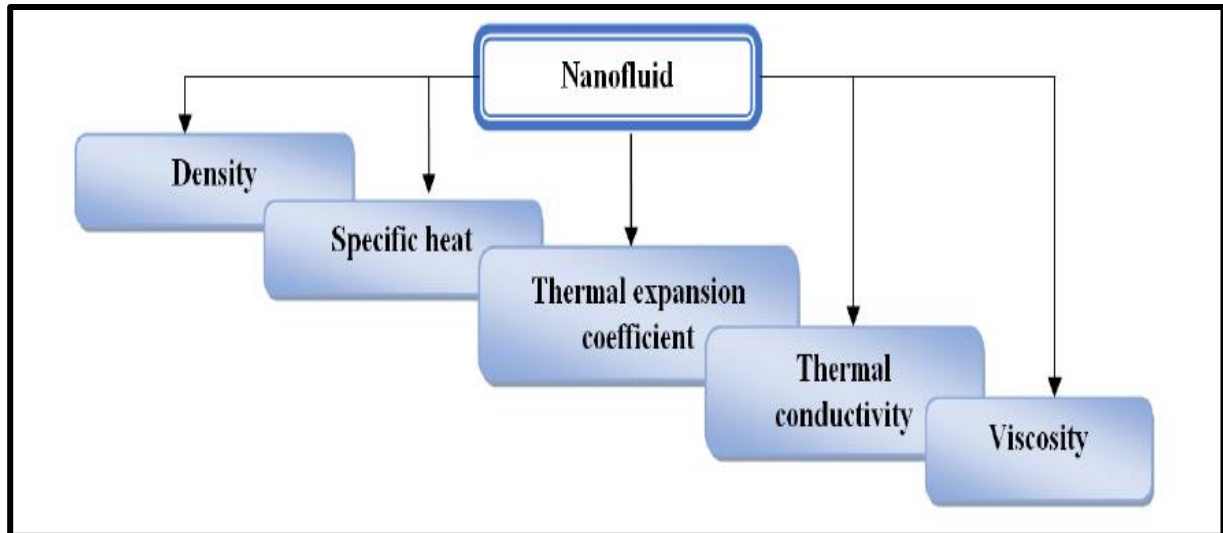 Nanofluid
Density
Specific heat
Thermal expansion
coefficient
Thermal
conductivity
Viscosity